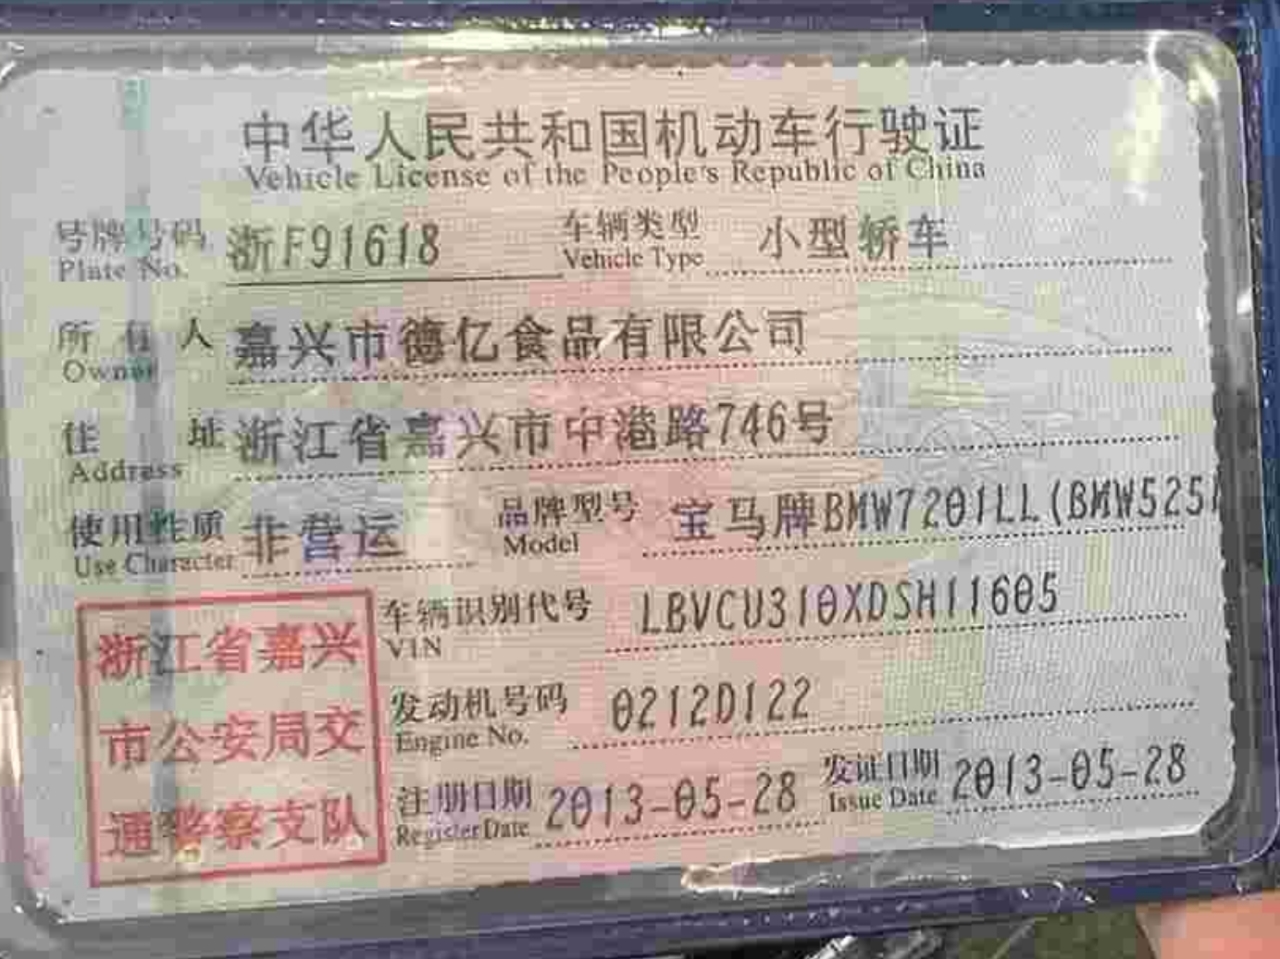 中华人民共和国机动车行驶证
Vehicle License of the People's Republic of China
号牌号码 浙F91618 车辆类型 小型轿车
Plate No. Vehicle Type
所有人 嘉兴市德亿食品有限公司
Owner
住址 浙江省嘉兴市中港路746号
Address
使用性质 非营运 品牌型号 宝马牌BMW7201LL(BMW525
Use Character Model
浙江省嘉兴
市公安局交
通警察支队
车辆识别代号 LBVCU310XDSH11605
VIN
发动机号码 0212D122
Engine No.
注册日期 2013-05-28 发证日期 2013-05-28
Register Date Issue Date